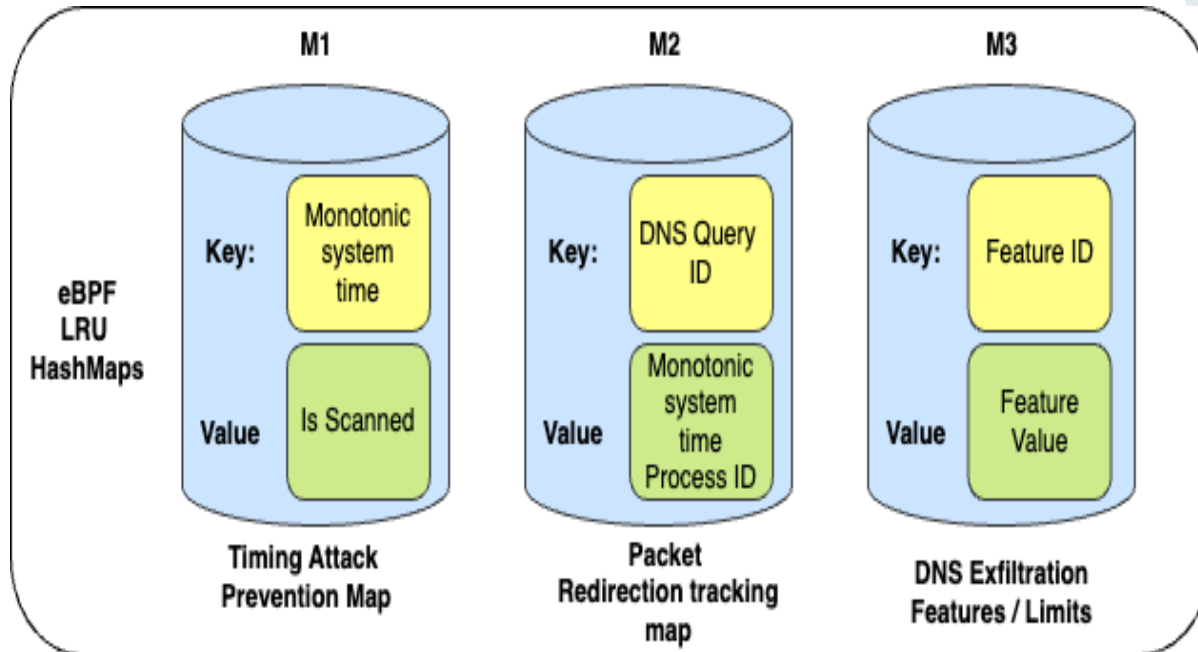 M1
M2
M3
eBPF
LRU
HashMaps
Key:
Monotonic
system
time
Value
Is Scanned
Key:
DNS Query
ID
Value
Monotonic
system
time
Process ID
Key:
Feature ID
Value
Feature
Value
Timing Attack
Prevention Map
Packet
Redirection tracking
map
DNS Exfiltration
Features / Limits